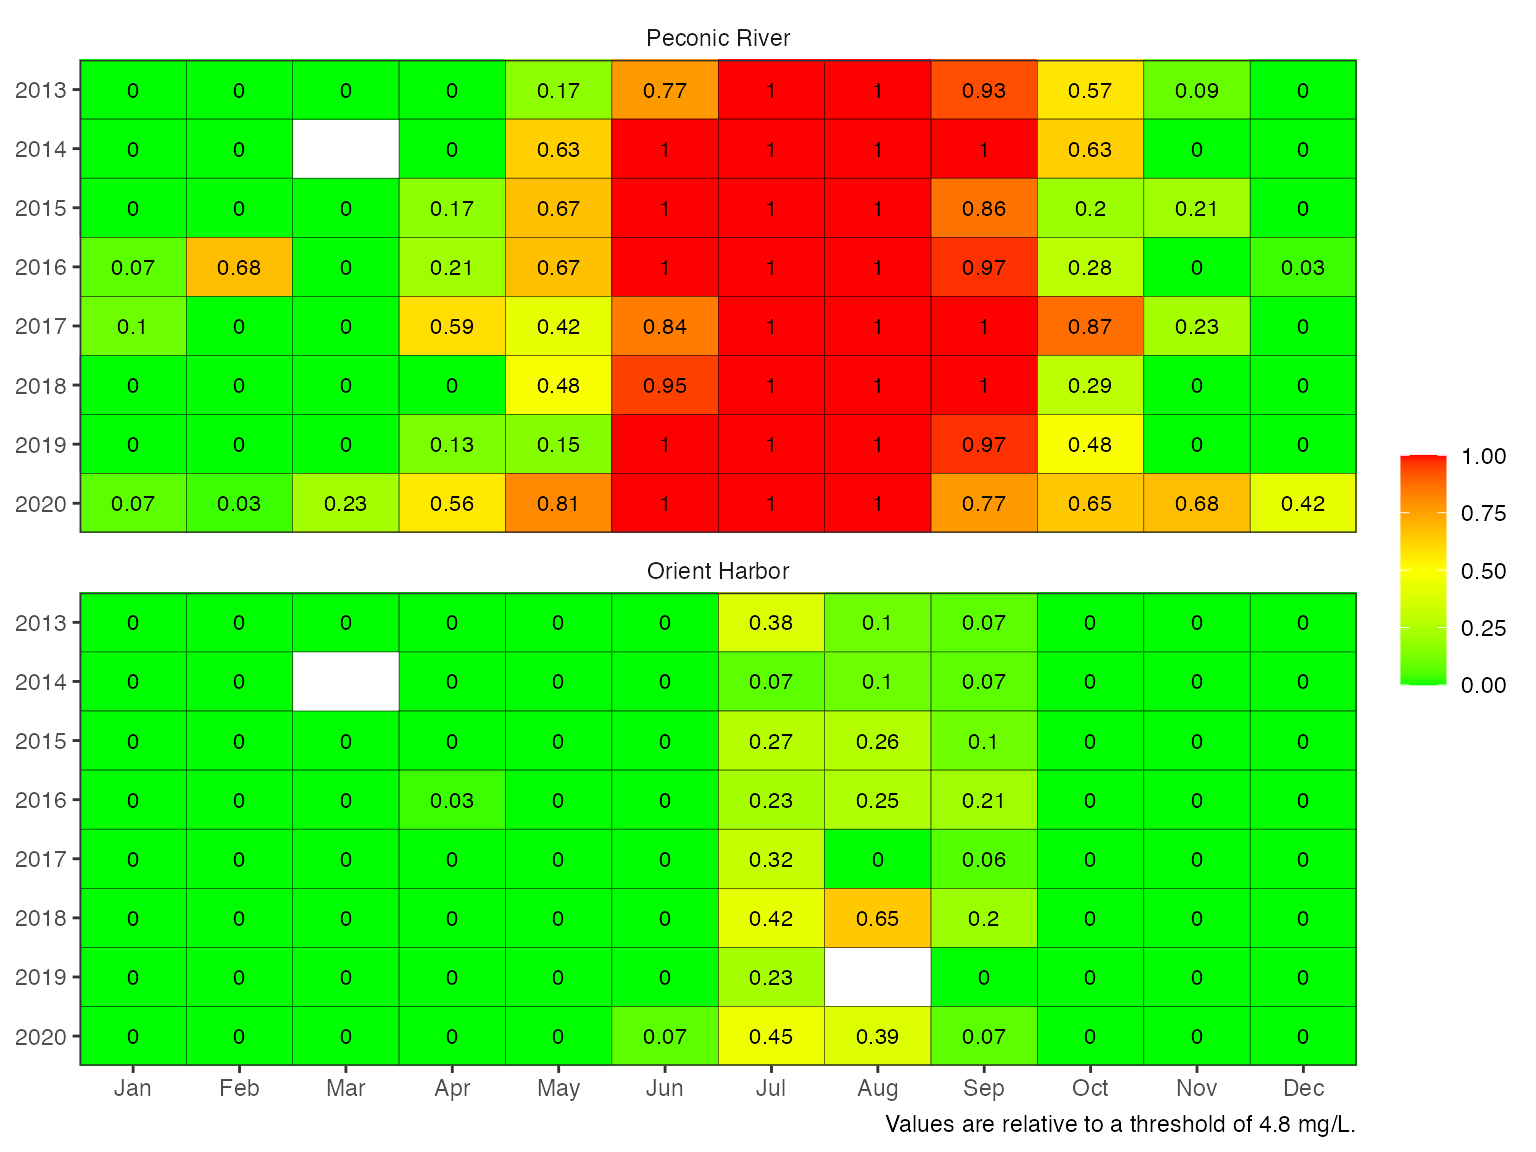 Peconic River
2013 0 0 0 0 0.17 0.77 1 1 0.93 0.57 0.09 0
2014 0 0 0 0.63 1 1 1 1 0.63 0 0
2015 0 0 0 0.17 0.67 1 1 1 0.86 0.2 0.21 0
2016 0.07 0.68 0 0.21 0.67 1 1 1 0.97 0.28 0 0.03
2017 0.1 0 0 0.59 0.42 0.84 1 1 1 0.87 0.23 0
2018 0 0 0 0 0.48 0.95 1 1 1 0.29 0 0
2019 0 0 0 0.13 0.15 1 1 1 0.97 0.48 0 0
2020 0.07 0.03 0.23 0.56 0.81 1 1 1 0.77 0.65 0.68 0.42
Orient Harbor
2013 0 0 0 0 0 0 0.38 0.1 0.07 0 0 0
2014 0 0 0 0 0 0.07 0.1 0.07 0 0 0
2015 0 0 0 0 0 0 0.27 0.26 0.1 0 0 0
2016 0 0 0 0.03 0 0 0.23 0.25 0.21 0 0 0
2017 0 0 0 0 0 0 0.32 0 0.06 0 0 0
2018 0 0 0 0 0 0 0.42 0.65 0.2 0 0 0
2019 0 0 0 0 0 0 0.23 0 0 0 0
2020 0 0 0 0 0 0.07 0.45 0.39 0.07 0 0 0
Jan Feb Mar Apr May Jun Jul Aug Sep Oct Nov Dec
Values are relative to a threshold of 4.8 mg/L.
1.00
0.75
0.50
0.25
0.00